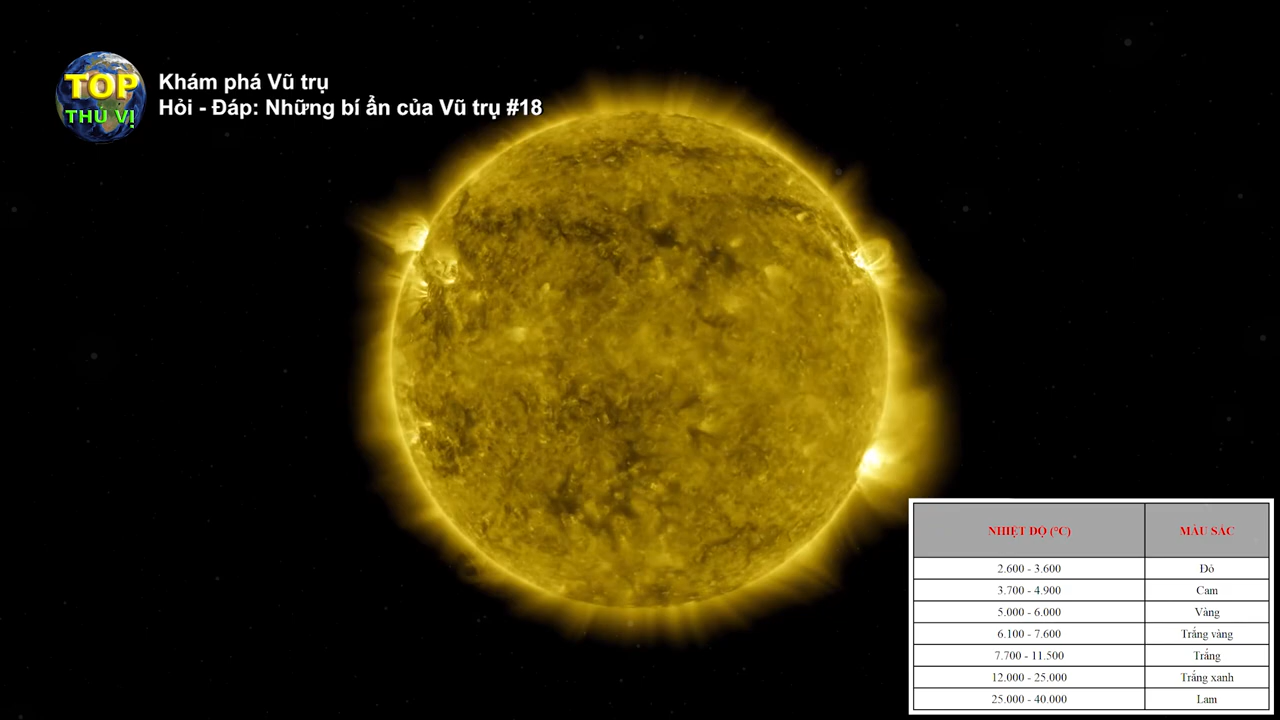 TOP
THÚ VỊ
Khám phá Vũ trụ
Hỏi - Đáp: Những bí ẩn của Vũ trụ #18
NHIỆT ĐỘ (°C) MÀU SẮC
2.600 - 3.600 Đỏ
3.700 - 4.900 Cam
5.000 - 6.000 Vàng
6.100 - 7.600 Trắng vàng
7.700 - 11.500 Trắng
12.000 - 25.000 Trắng xanh
25.000 - 40.000 Lam